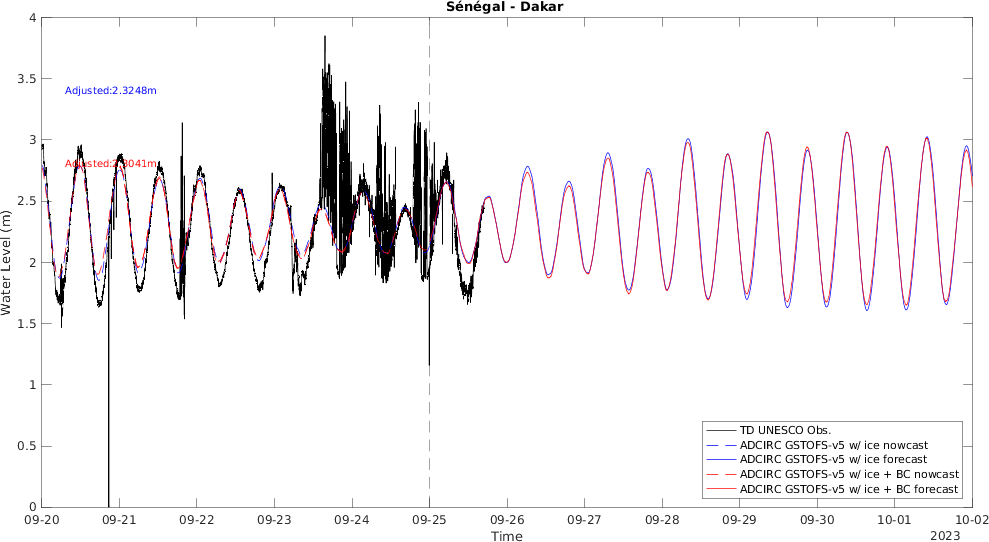 Sénégal - Dakar
4
3.5
3
2.5
2
1.5
1
0.5
0
Water Level (m)
Adjusted:2.3248m
Adjusted:2.3041m
TD UNESCO Obs.
ADCIRC GSTOFS-v5 w/ ice nowcast
ADCIRC GSTOFS-v5 w/ ice forecast
ADCIRC GSTOFS-v5 w/ ice + BC nowcast
ADCIRC GSTOFS-v5 w/ ice + BC forecast
09-20 09-21 09-22 09-23 09-24 09-25 09-26 09-27 09-28 09-29 09-30 10-01 10-02
Time
2023